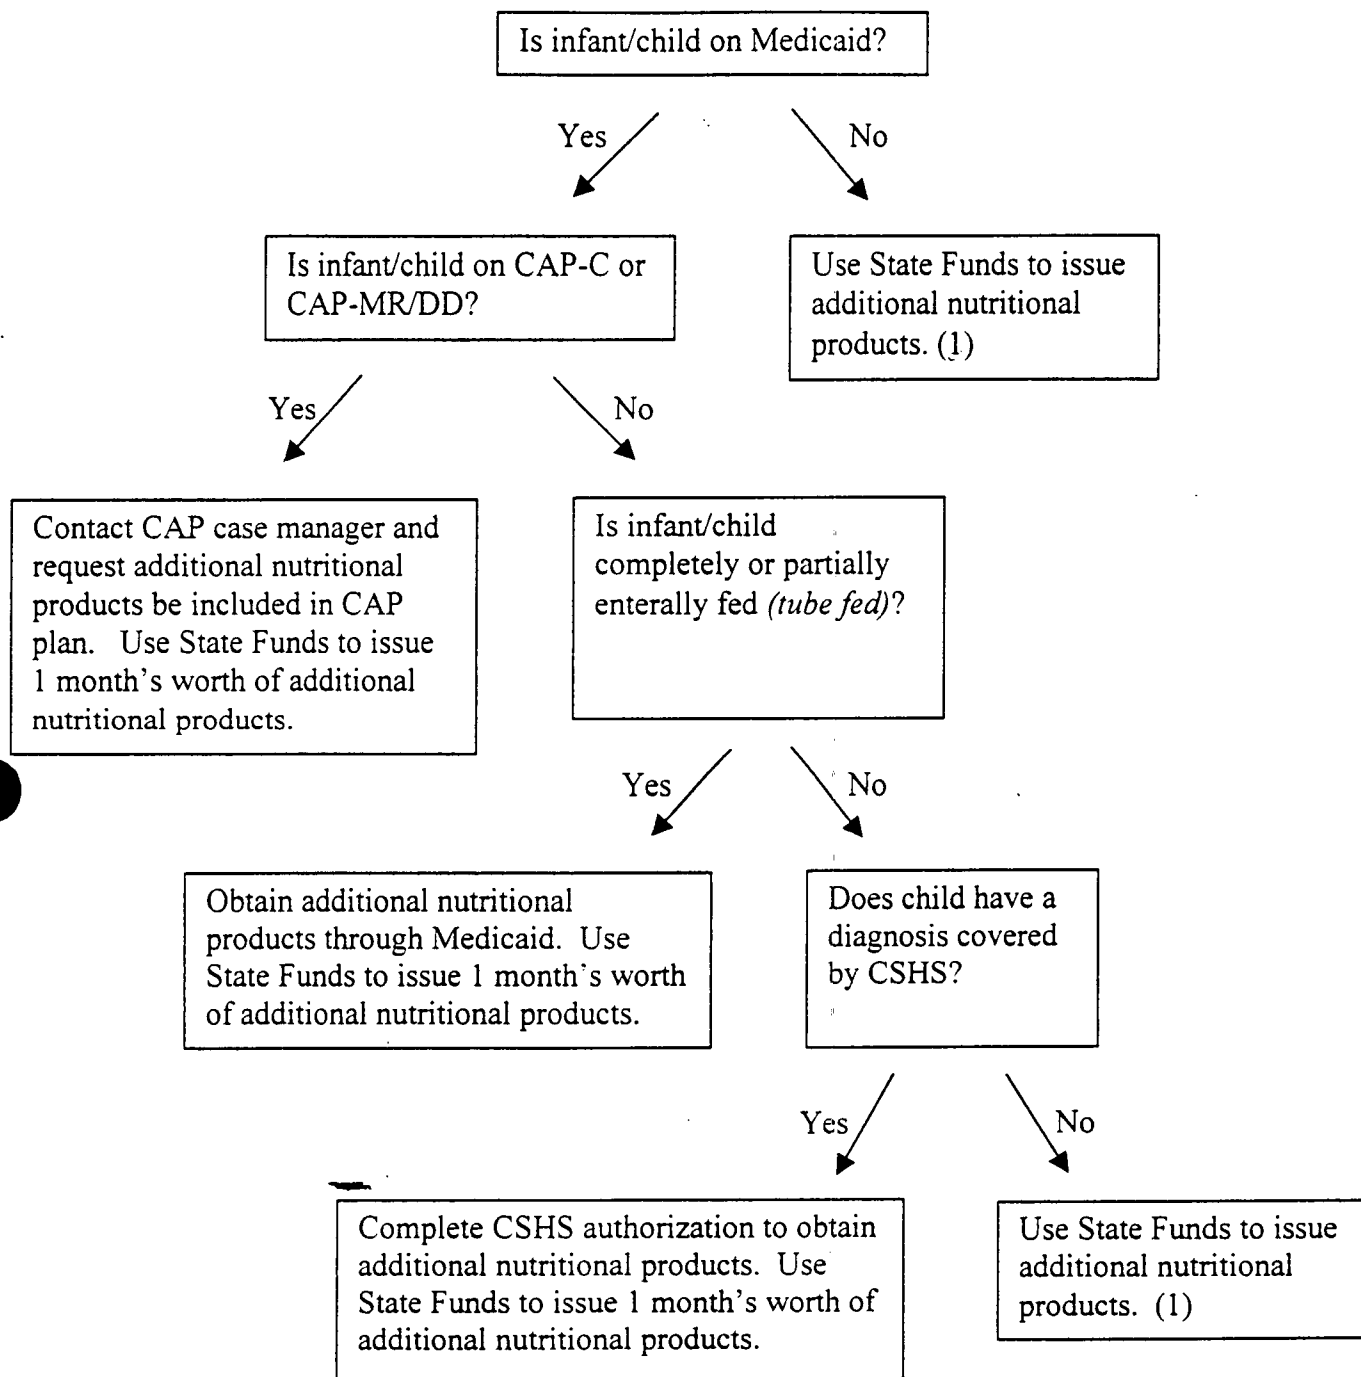 Is infant/child on Medicaid?
Yes
No
Is infant/child on CAP-C or
CAP-MR/DD?
Use State Funds to issue
additional nutritional
products. (1)
Yes
No
Contact CAP case manager and
request additional nutritional
products be included in CAP
plan. Use State Funds to issue
1 month's worth of additional
nutritional products.
Is infant/child
completely or partially
enterally fed (tube fed)?
Yes
No
Obtain additional nutritional
products through Medicaid. Use
State Funds to issue 1 month's worth
of additional nutritional products.
Does child have a
diagnosis covered
by CSHS?
Yes
No
Complete CSHS authorization to obtain
additional nutritional products. Use
State Funds to issue 1 month's worth of
additional nutritional products.
Use State Funds to issue
additional nutritional
products. (1)